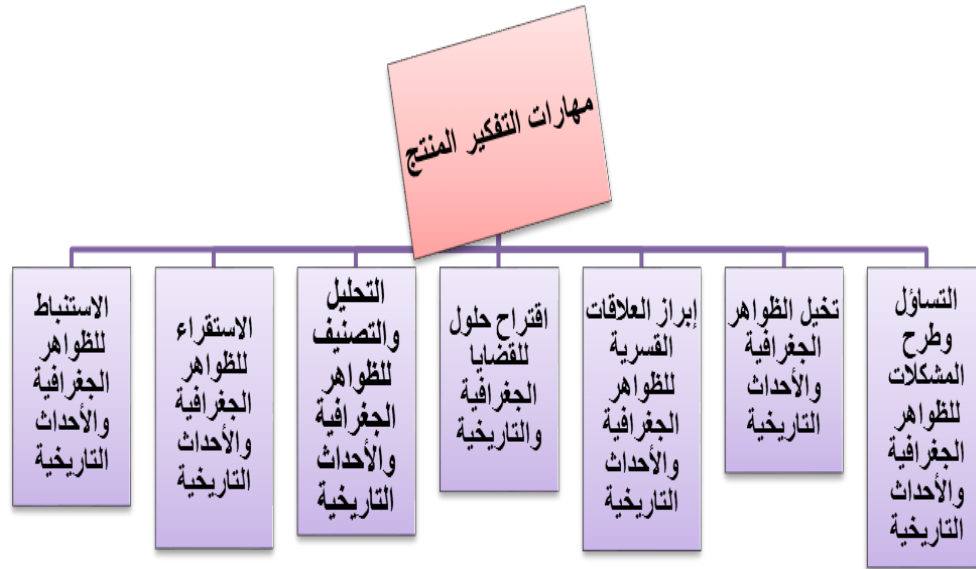 مهارات التفكير المنتج
التساؤل
وطرح
المشكلات
للظواهر
الجغرافية
والأحداث
التاريخية
تخيل الظواهر
الجغرافية
والأحداث
التاريخية
إبراز العلاقات
القسرية
للظواهر
الجغرافية
والأحداث
التاريخية
اقتراح حلول
للقضايا
الجغرافية
والتاريخية
التحليل
والتصنيف
للظواهر
الجغرافية
والأحداث
التاريخية
الاستقراء
للظواهر
الجغرافية
والأحداث
التاريخية
الاستنباط
للظواهر
الجغرافية
والأحداث
التاريخية